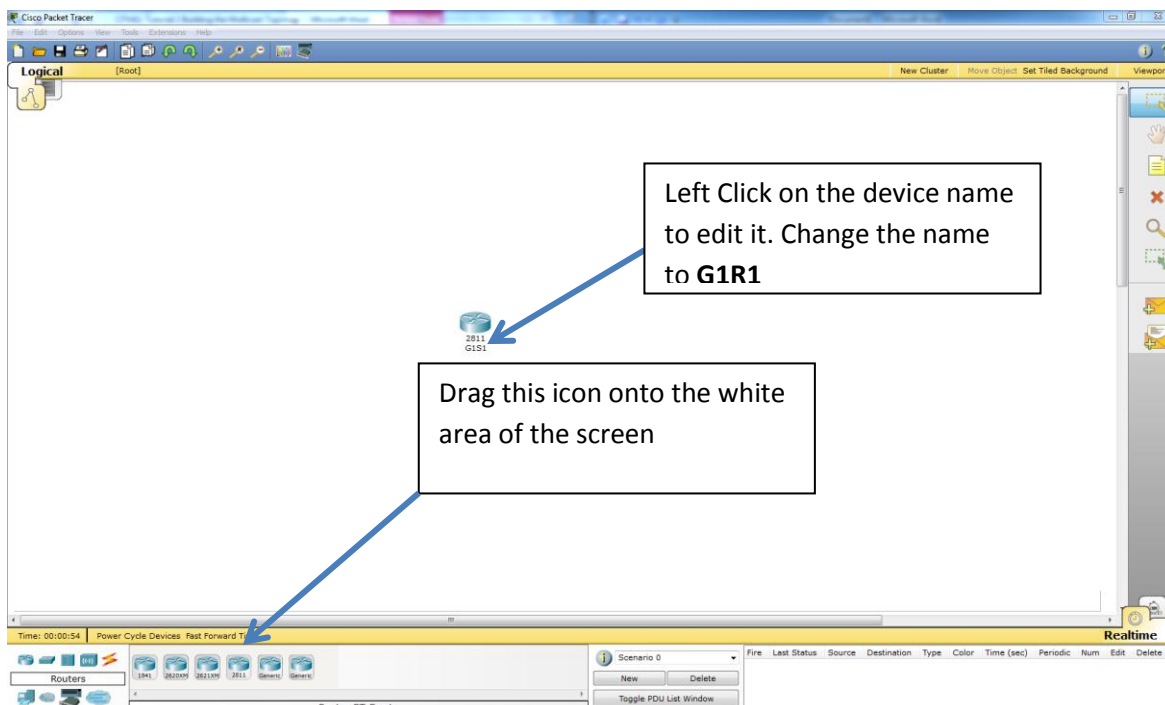 Cisco Packet Tracer
File Edit Options View Tools Extensions Help
Logical [Root] New Cluster Move Object Set Tiled Background Viewport
Left Click on the device name
to edit it. Change the name
to G1R1
2811
G1S1
Drag this icon onto the white
area of the screen
Time: 00:00:54 Power Cycle Devices Fast Forward Ti
Realtime
Routers
1841 2620XM 2621XM 2811 Generic Generic
Scenario 0
New Delete
Toggle PDU List Window
Fire Last Status Source Destination Type Color Time (sec) Periodic Num Edit Delete